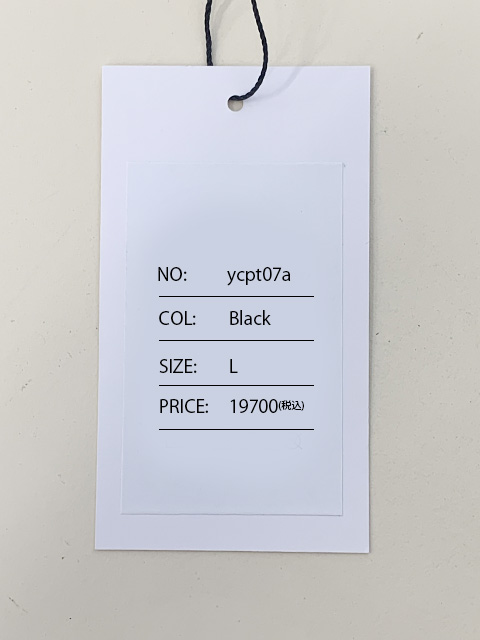 NO: ycpt07a
COL: Black
SIZE: L
PRICE: 19700(税込)